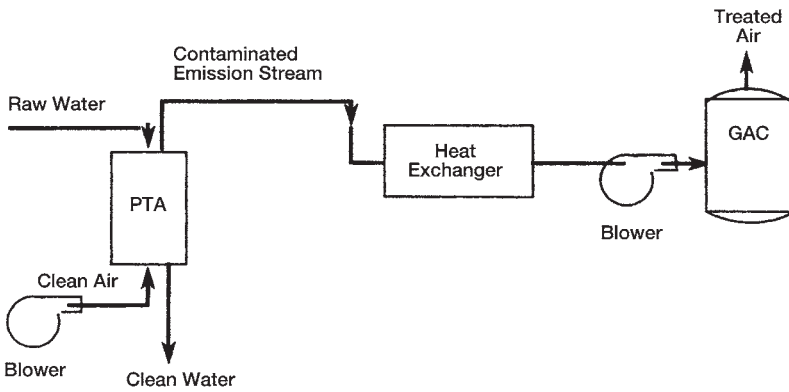 Treated
Air
Contaminated
Emission Stream
Raw Water
GAC
Heat
Exchanger
PTA
Blower
Clean Air
Blower
Clean Water